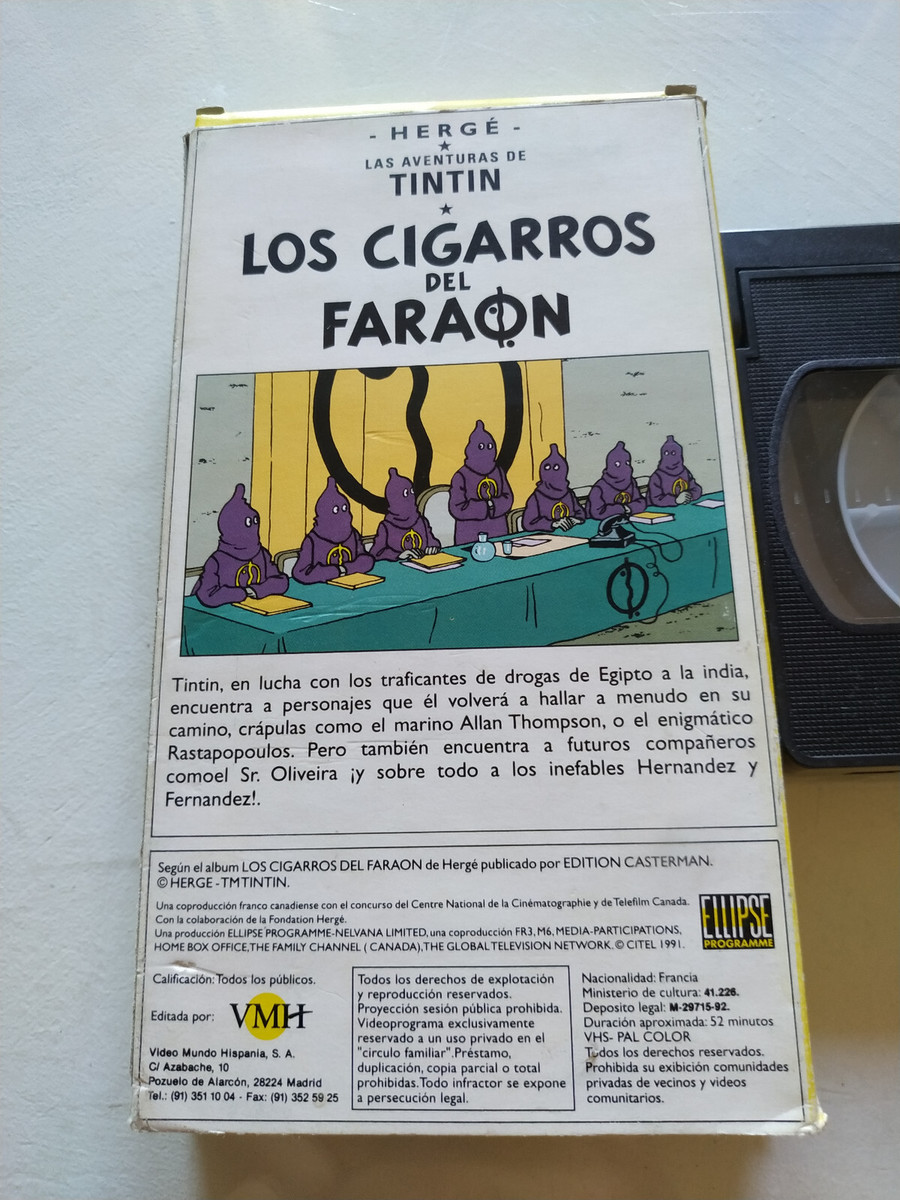 - HERGÉ -
LAS AVENTURAS DE
TINTIN
LOS CIGARROS
DEL
FARAON
Tintin, en lucha con los traficantes de drogas de Egipto a la india,
encuentra a personajes que él volverá a hallar a menudo en su
camino, crápulas como el marino Allan Thompson, o el enigmático
Rastapopoulos. Pero también encuentra a futuros compañeros
comoel Sr. Oliveira ¡y sobre todo a los inefables Hernandez y
Fernandez!.
Según el album LOS CIGARROS DEL FARAON de Hergé publicado por EDITION CASTERMAN.
© HERGE -TMTINTIN.
Una coproducción franco canadiense con el concurso del Centre National de la Cinématographie y de Telefilm Canada.
Con la colaboración de la Fondation Hergé.
Una producción ELLIPSE PROGRAMME-NELVANA LIMITED, una coproducción FR3, M6, MEDIA-PARTICIPATIONS,
HOME BOX OFFICE, THE FAMILY CHANNEL ( CANADA), THE GLOBAL TELEVISION NETWORK. © CITEL 1991.
ELLIPSE
PROGRAMME
Calificación: Todos los públicos.
Editada por: VMH
Video Mundo Hispania, S. A.
C/ Azabache, 10
Pozuelo de Alarcón, 28224 Madrid
Tel.: (91) 351 10 04 - Fax: (91) 352 59 25
Todos los derechos de explotación
y reproducción reservados.
Proyección sesión pública prohibida.
Videoprograma exclusivamente
reservado a un uso privado en el
"circulo familiar". Préstamo,
duplicación, copia parcial o total
prohibidas. Todo infractor se expone
a persecución legal.
Nacionalidad: Francia
Ministerio de cultura: 41.226.
Deposito legal: M-29715-92.
Duración aproximada: 52 minutos
VHS- PAL COLOR
Todos los derechos reservados.
Prohibida su exibición comunidades
privadas de vecinos y videos
comunitarios.